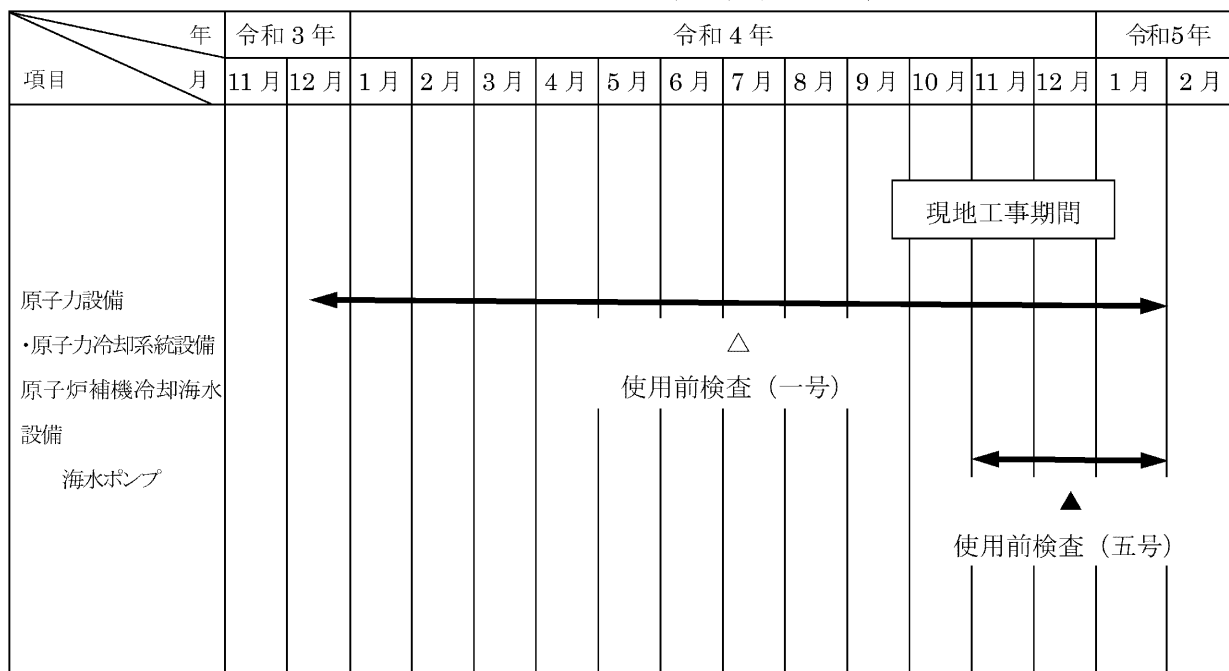 年 令和３年 令和４年 令和5年
項目 月 11月 12月 1月 2月 3月 4月 5月 6月 7月 8月 9月 10月 11月 12月 1月 2月
現地工事期間
原子力設備
・原子力冷却系統設備
△
原子炉補機冷却海水
使用前検査（一号）
設備
海水ポンプ
▲
使用前検査（五号）